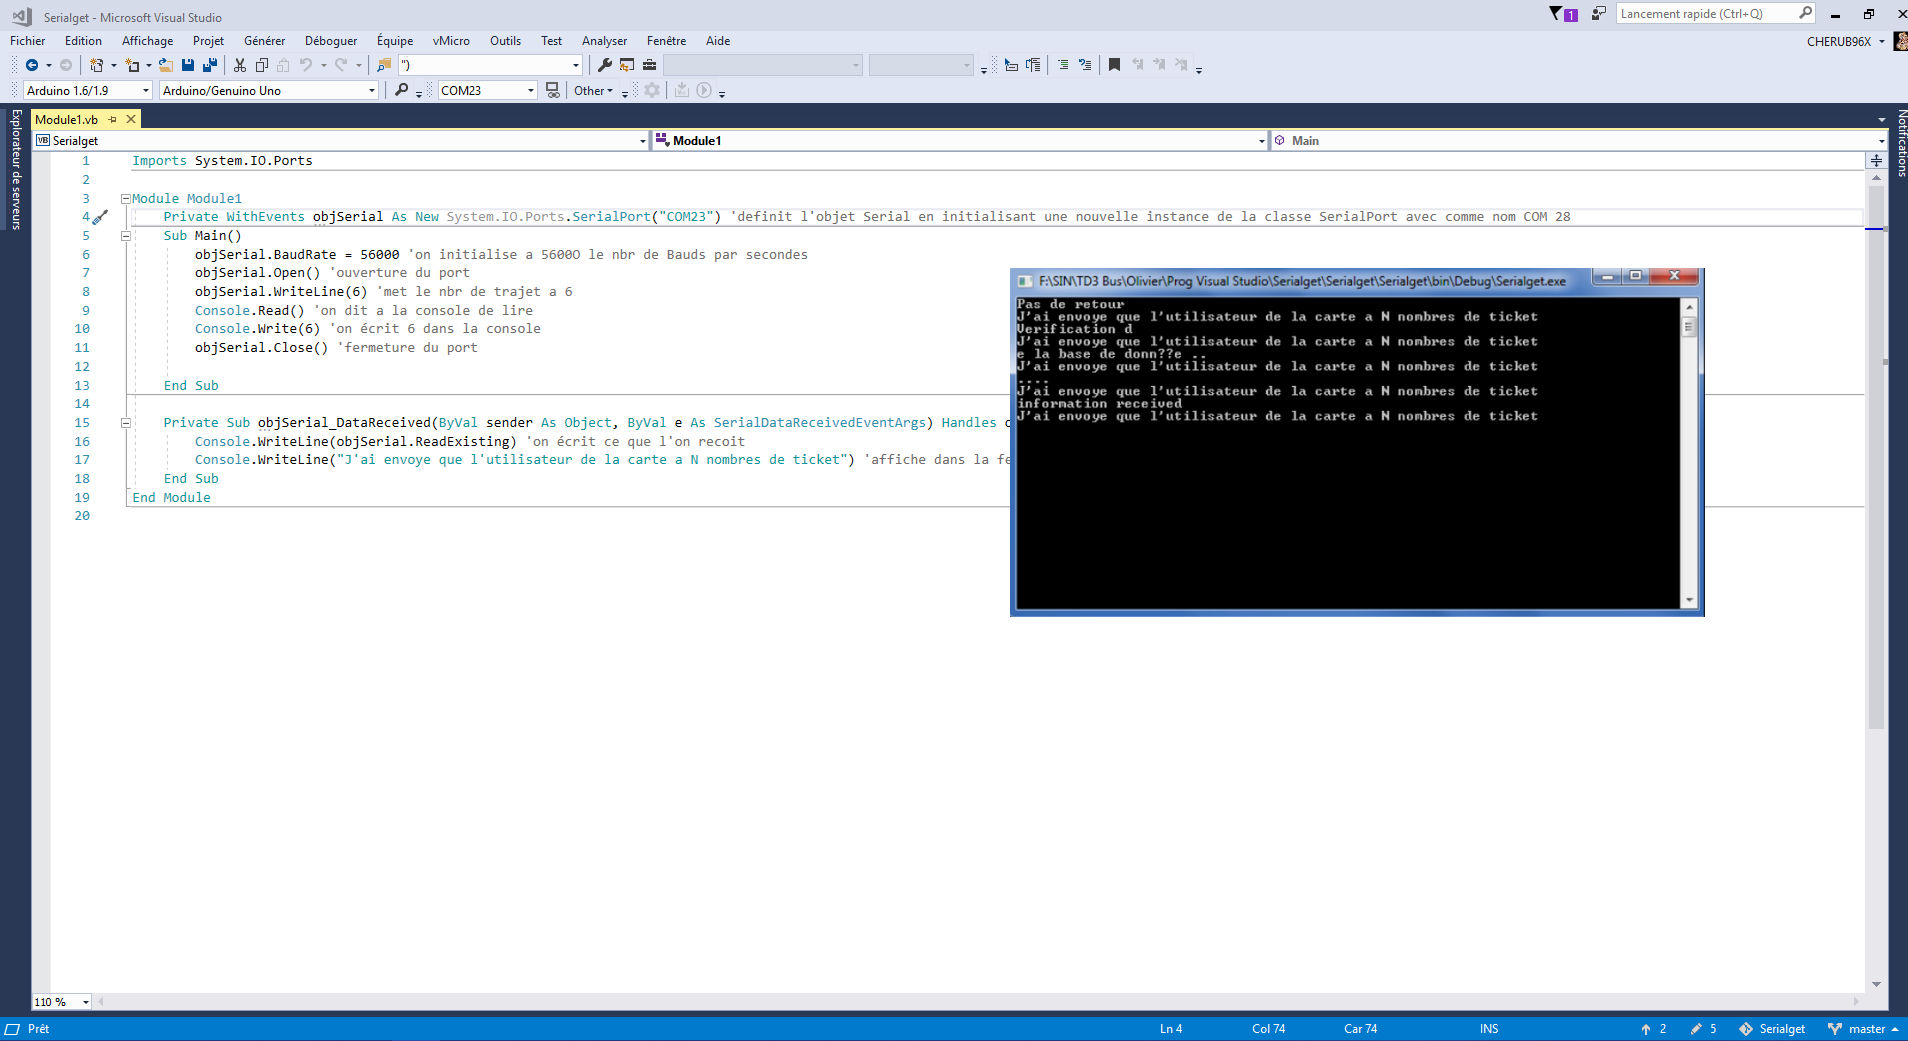 Serialget - Microsoft Visual Studio
1
Lancement rapide (Ctrl+Q)
Fichier Edition Affichage Projet Générer Déboguer Équipe vMicro Outils Test Analyser Fenêtre Aide
CHERUB96X
")
Arduino 1.6/1.9 Arduino/Genuino Uno COM23 Other
Explorateur de serveurs
Notifications
Module1.vb
Serialget Module1 Main
1 Imports System.IO.Ports
2
3 Module Module1
4 Private WithEvents objSerial As New System.IO.Ports.SerialPort("COM23") 'definit l'objet Serial en initialisant une nouvelle instance de la classe SerialPort avec comme nom COM 28
5 Sub Main()
6 objSerial.BaudRate = 56000 'on initialise a 5600O le nbr de Bauds par secondes
7 objSerial.Open() 'ouverture du port
8 objSerial.WriteLine(6) 'met le nbr de trajet a 6
9 Console.Read() 'on dit a la console de lire
10 Console.Write(6) 'on écrit 6 dans la console
11 objSerial.Close() 'fermeture du port
12
13 End Sub
14
15 Private Sub objSerial_DataReceived(ByVal sender As Object, ByVal e As SerialDataReceivedEventArgs) Handles
16 Console.WriteLine(objSerial.ReadExisting) 'on écrit ce que l'on recoit
17 Console.WriteLine("J'ai envoye que l'utilisateur de la carte a N nombres de ticket") 'affiche dans la fe
18 End Sub
19 End Module
20
F:\SIN\TD3 Bus\Olivier\Prog Visual Studio\Serialget\Serialget\Serialget\bin\Debug\Serialget.exe
Pas de retour
J'ai envoye que l'utilisateur de la carte a N nombres de ticket
Verification d
J'ai envoye que l'utilisateur de la carte a N nombres de ticket
e la base de donn??e ..
J'ai envoye que l'utilisateur de la carte a N nombres de ticket
....
J'ai envoye que l'utilisateur de la carte a N nombres de ticket
information received
J'ai envoye que l'utilisateur de la carte a N nombres de ticket
110 %
Prêt Ln 4 Col 74 Car 74 INS 2 5 Serialget master